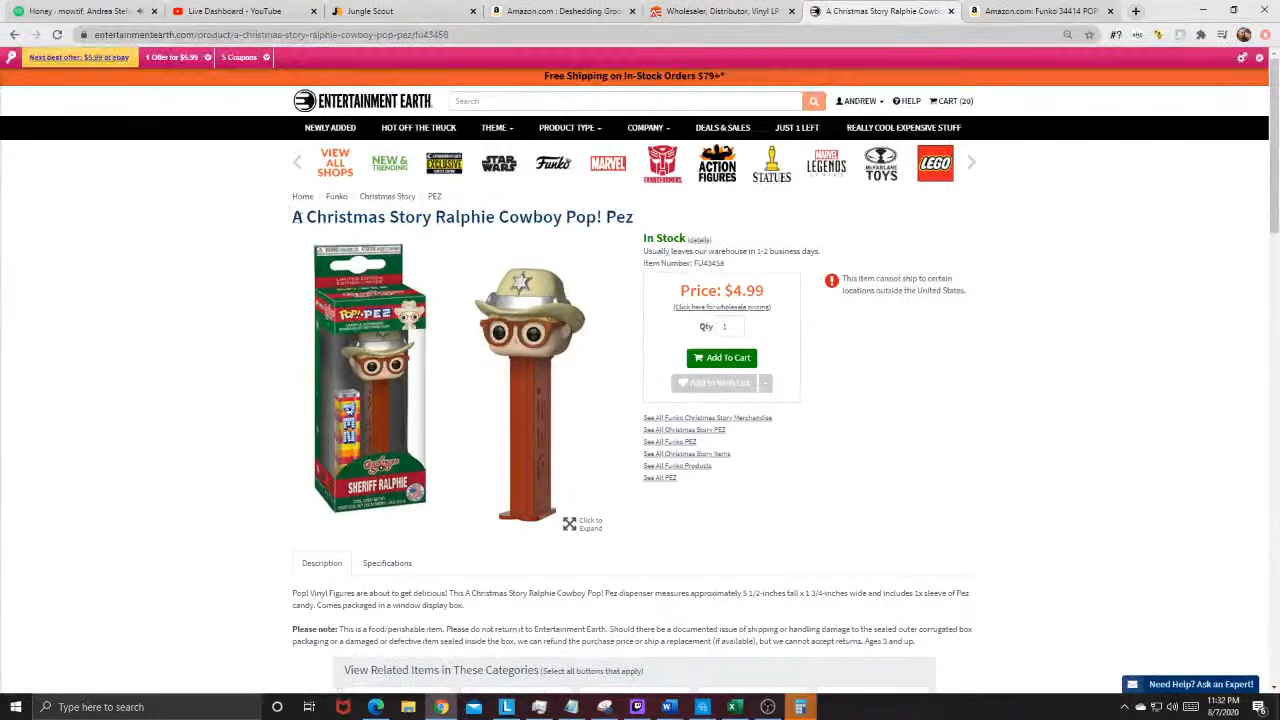 Honey - movistof, Andre
Live Dashboard - YouTube
Jungle Scout
Amazon.com : Deshedding Groo
Wholesaler, Distributor, Vinyl LP
A Christmas Story Ralphie Cowbo
Amazon.com: Funko 34414 POP
entertainmentearth.com/product/a-christmas-story-ralphie-cowboy-pop-pez/fu43458
Next best offer: $5.99 at ebay
1 Offer for $5.99
5 Coupons
Free Shipping on In-Stock Orders $79+*
ENTERTAINMENT EARTH
Search
ANDREW
HELP
CART (20)
NEWLY ADDED
HOT OFF THE TRUCK
THEME
PRODUCT TYPE
COMPANY
DEALS & SALES
JUST 1 LEFT
REALLY COOL EXPENSIVE STUFF
VIEW ALL SHOPS
NEW & TRENDING
EXCLUSIVE
STAR WARS
Funko
MARVEL
TRANSFORMERS
ACTION FIGURES
STATUES
MARVEL LEGENDS SERIES
McFARLANE TOYS
LEGO
Home
Funko
Christmas Story
PEZ
A Christmas Story Ralphie Cowboy Pop! Pez
In Stock (details)
Usually leaves our warehouse in 1-2 business days.
Item Number: FU43458
Price: $4.99
(Click here for wholesale pricing)
Qty 1
Add To Cart
Add to Wish List
This item cannot ship to certain
locations outside the United States.
See All Funko Christmas Story Merchandise
See All Christmas Story PEZ
See All Funko PEZ
See All Christmas Story Items
See All Funko Products
See All PEZ
LIMITED EDITION
POP! PEZ
PEZ
SHERIFF RALPHIE
Click to
Expand
Description
Specifications
Pop! Vinyl Figures are about to get delicious! This A Christmas Story Ralphie Cowboy Pop! Pez dispenser measures approximately 5 1/2-inches tall x 1 3/4-inches wide and includes 1x sleeve of Pez
candy. Comes packaged in a window display box.
Please note: This is a food/perishable item. Please do not return it to Entertainment Earth. Should there be a documented issue of shipping or handling damage to the sealed outer corrugated box
packaging or a damaged or defective item sealed inside the box, we can refund the purchase price or ship a replacement (if available), but we cannot accept returns. Ages 3 and up.
View Related Items in These Categories (Select all buttons that apply)
Need Help? Ask an Expert!
Type here to search
11:32 PM
8/7/2020